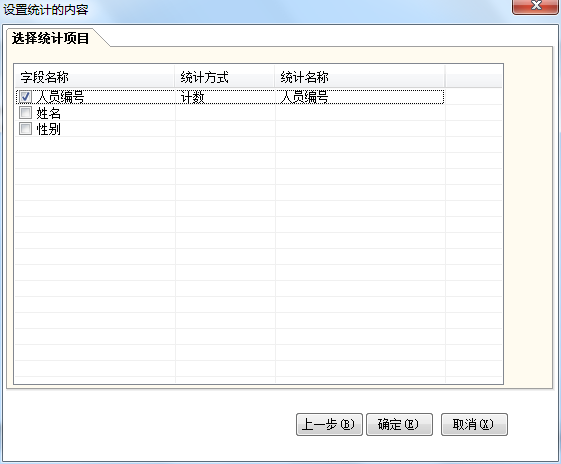 设置统计的内容
选择统计项目
字段名称 统计方式 统计名称
人员编号 计数 人员编号
姓名
性别
上一步(B) 确定(E) 取消(X)